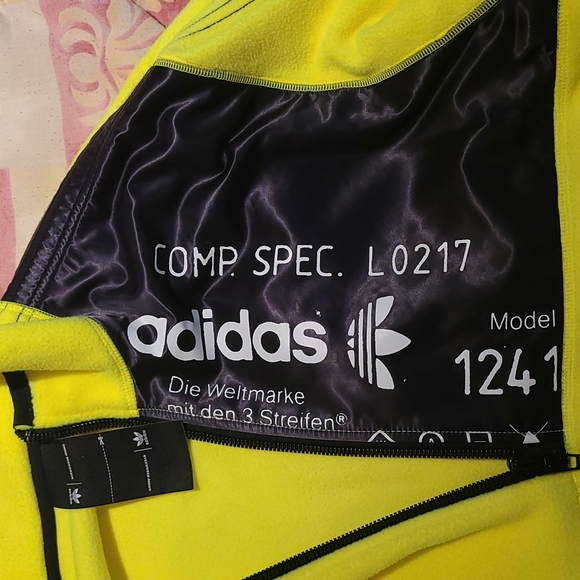 COMP. SPEC. L0217
adidas
Model
1241
Die Weltmarke
mit den 3 Streifen®